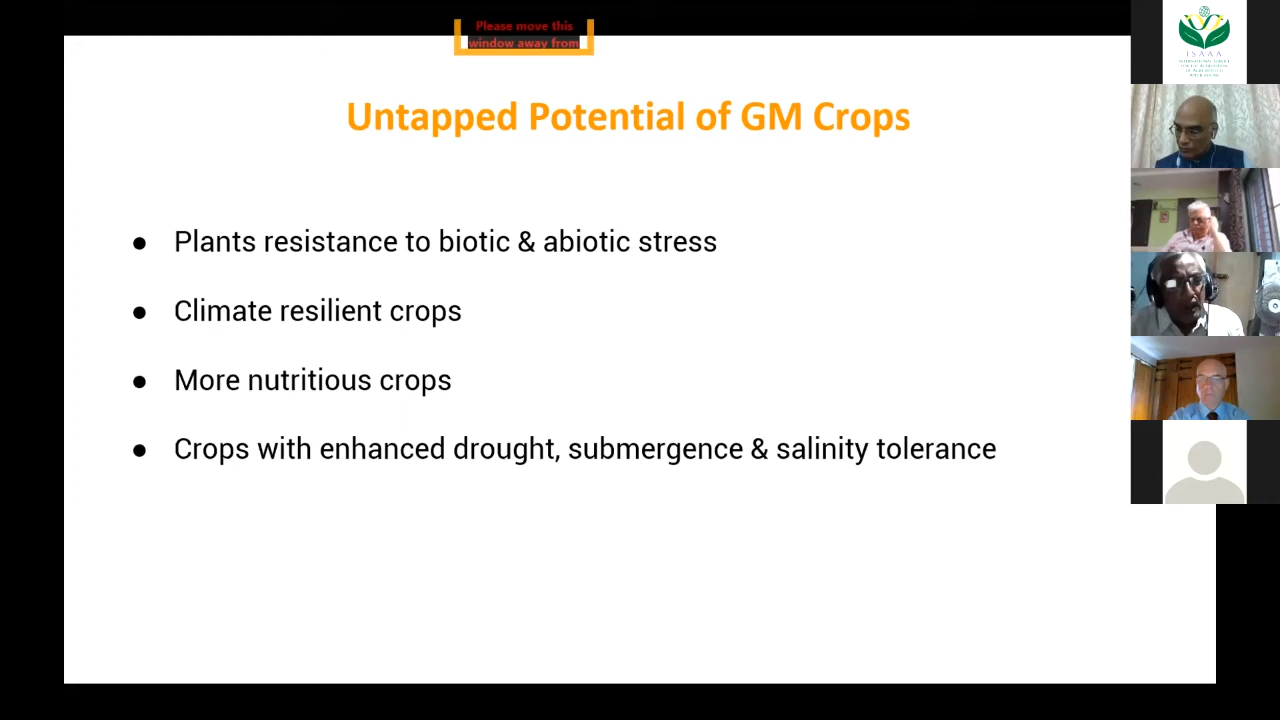 Please move this
window away from
ISAAA
Untapped Potential of GM Crops
● Plants resistance to biotic & abiotic stress
● Climate resilient crops
● More nutritious crops
● Crops with enhanced drought, submergence & salinity tolerance